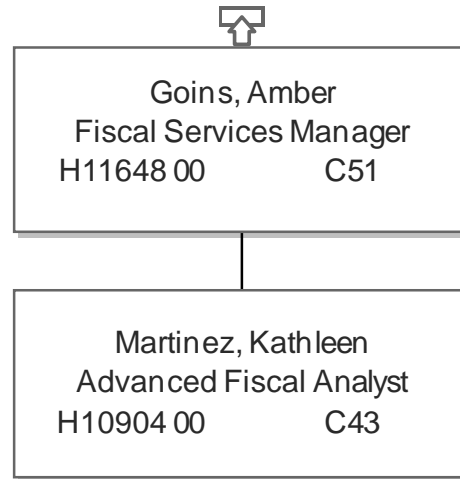 Goins, Amber
Fiscal Services Manager
H11648 00 C51
Martinez, Kathleen
Advanced Fiscal Analyst
H10904 00 C43